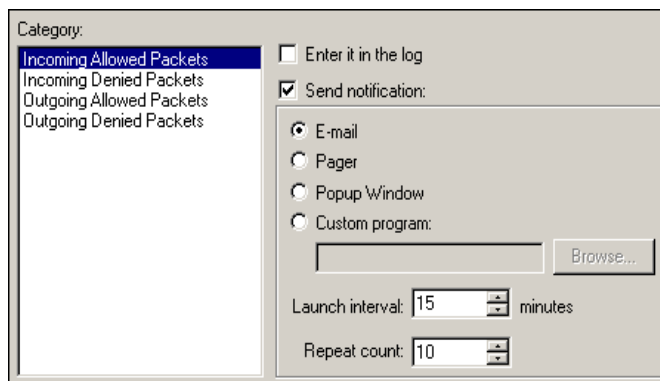 Category:
Incoming Allowed Packets
Incoming Denied Packets
Outgoing Allowed Packets
Outgoing Denied Packets
Enter it in the log
Send notification:
E-mail
Pager
Popup Window
Custom program:
Browse...
Launch interval: 15 minutes
Repeat count: 10